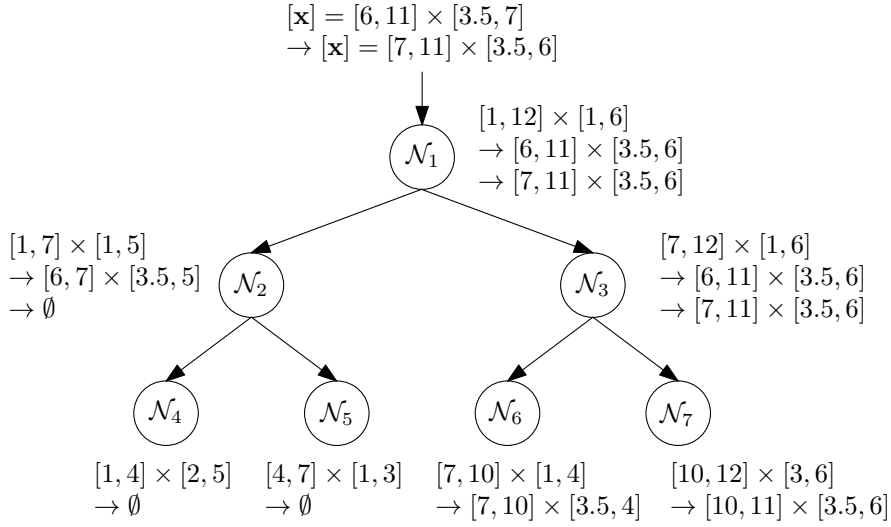 [𝐱] = [6, 11] × [3.5, 7]
→ [𝐱] = [7, 11] × [3.5, 6]
𝒩₁
[1, 12] × [1, 6]
→ [6, 11] × [3.5, 6]
→ [7, 11] × [3.5, 6]
[1, 7] × [1, 5]
→ [6, 7] × [3.5, 5]
→ ∅
𝒩₂
𝒩₃
[7, 12] × [1, 6]
→ [6, 11] × [3.5, 6]
→ [7, 11] × [3.5, 6]
𝒩₄
𝒩₅
𝒩₆
𝒩₇
[1, 4] × [2, 5]
→ ∅
[4, 7] × [1, 3]
→ ∅
[7, 10] × [1, 4]
→ [7, 10] × [3.5, 4]
[10, 12] × [3, 6]
→ [10, 11] × [3.5, 6]